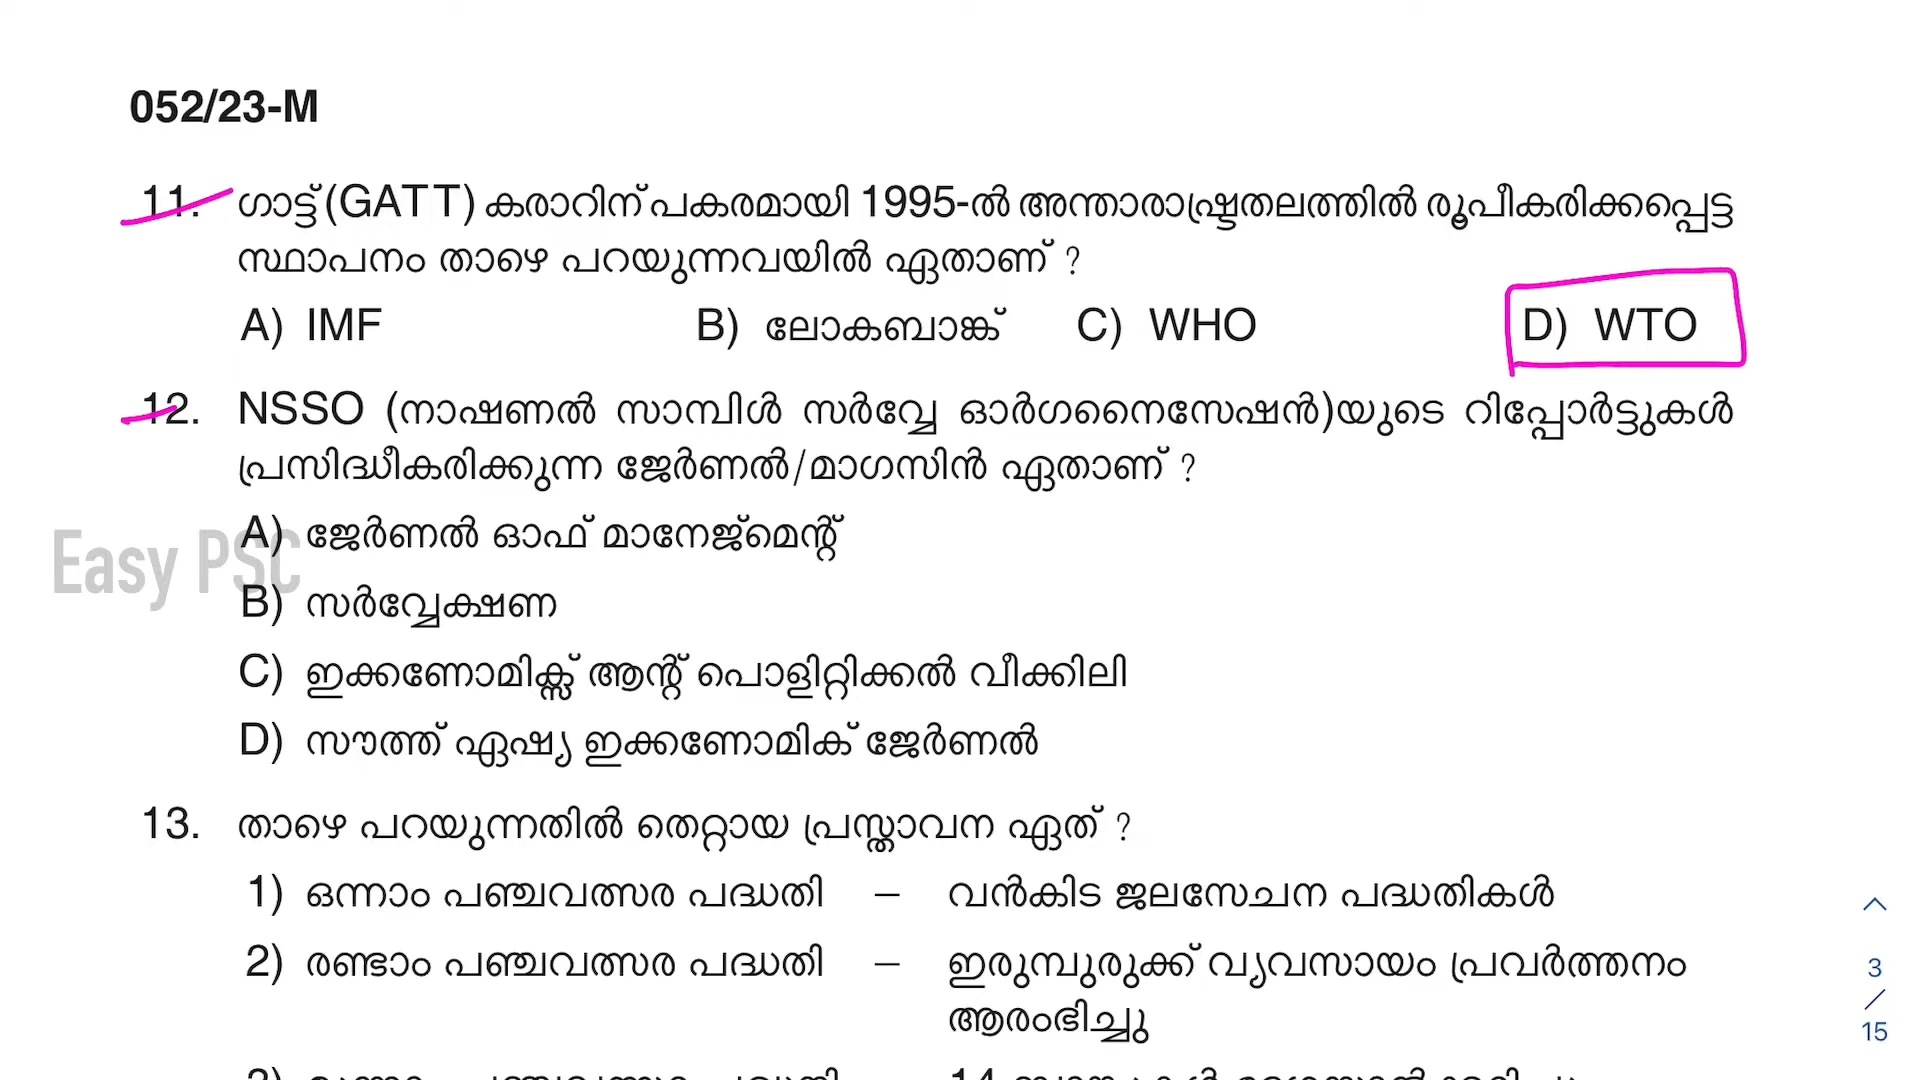 052/23-M
11. ഗാട്ട് (GATT) കരാറിന് പകരമായി 1995-ൽ അന്താരാഷ്ട്രതലത്തിൽ രൂപീകരിക്കപ്പെട്ട
സ്ഥാപനം താഴെ പറയുന്നവയിൽ ഏതാണ് ?
A) IMF B) ലോകബാങ്ക് C) WHO D) WTO
12. NSSO (നാഷണൽ സാമ്പിൾ സർവ്വേ ഓർഗനൈസേഷൻ)യുടെ റിപ്പോർട്ടുകൾ
പ്രസിദ്ധീകരിക്കുന്ന ജേർണൽ/മാഗസിൻ ഏതാണ് ?
A) ജേർണൽ ഓഫ് മാനേജ്മെന്റ്
Easy PSC
B) സർവ്വേക്ഷണ
C) ഇക്കണോമിക്സ് ആന്റ് പൊളിറ്റിക്കൽ വീക്കിലി
D) സൗത്ത് ഏഷ്യ ഇക്കണോമിക് ജേർണൽ
13. താഴെ പറയുന്നതിൽ തെറ്റായ പ്രസ്താവന ഏത് ?
1) ഒന്നാം പഞ്ചവത്സര പദ്ധതി – വൻകിട ജലസേചന പദ്ധതികൾ
2) രണ്ടാം പഞ്ചവത്സര പദ്ധതി – ഇരുമ്പുരുക്ക് വ്യവസായം പ്രവർത്തനം
ആരംഭിച്ചു
3
/
15